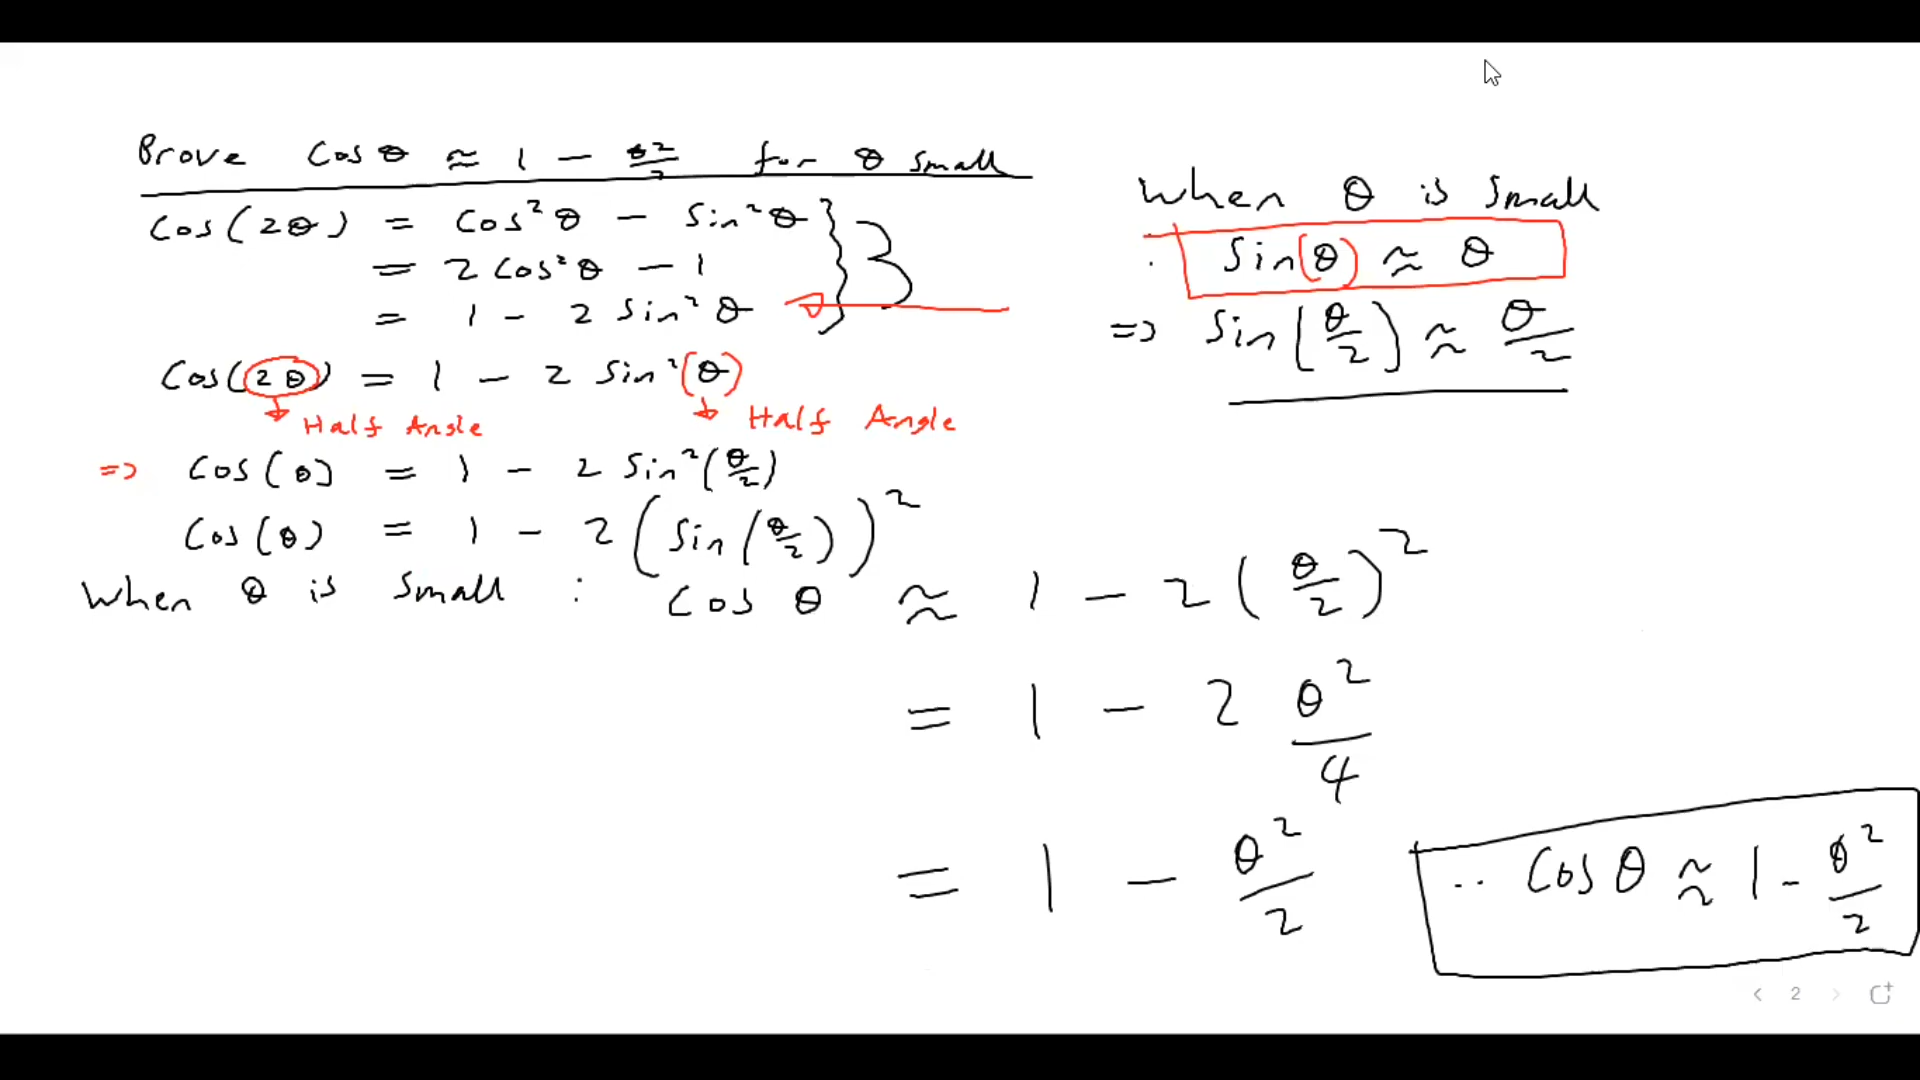 Prove Cos θ ≈ 1 - θ²/2 for θ small
Cos(2θ) = Cos²θ - Sin²θ
= 2Cos²θ - 1
= 1 - 2 Sin²θ
Cos(2θ) = 1 - 2 Sin²(θ)
Half Angle Half Angle
=> Cos(θ) = 1 - 2 Sin²(θ/2)
Cos(θ) = 1 - 2(Sin(θ/2))²
When θ is small : Cos θ ≈ 1 - 2(θ/2)²
= 1 - 2 θ²/4
= 1 - θ²/2
When θ is small
Sin(θ) ≈ θ
=> Sin(θ/2) ≈ θ/2
∴ Cos θ ≈ 1 - θ²/2
2